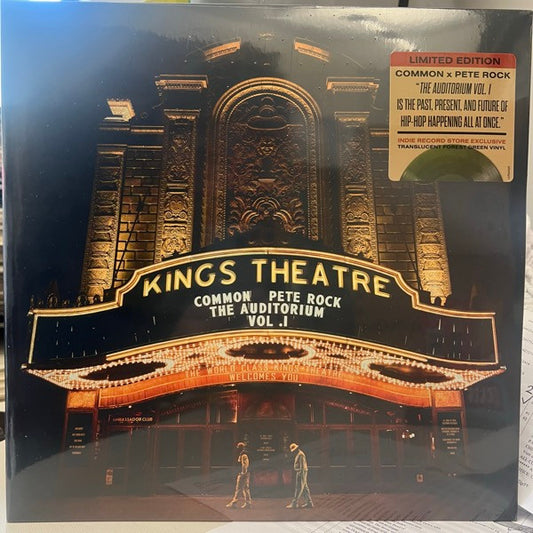 LIMITED EDITION
COMMON x PETE ROCK
"THE AUDITORIUM VOL. I
IS THE PAST, PRESENT, AND FUTURE OF
HIP-HOP HAPPENING ALL AT ONCE."
INDIE RECORD STORE EXCLUSIVE
TRANSLUCENT FOREST GREEN VINYL
KINGS THEATRE
COMMON PETE ROCK
THE AUDITORIUM
VOL .I
WELCOMES YOU